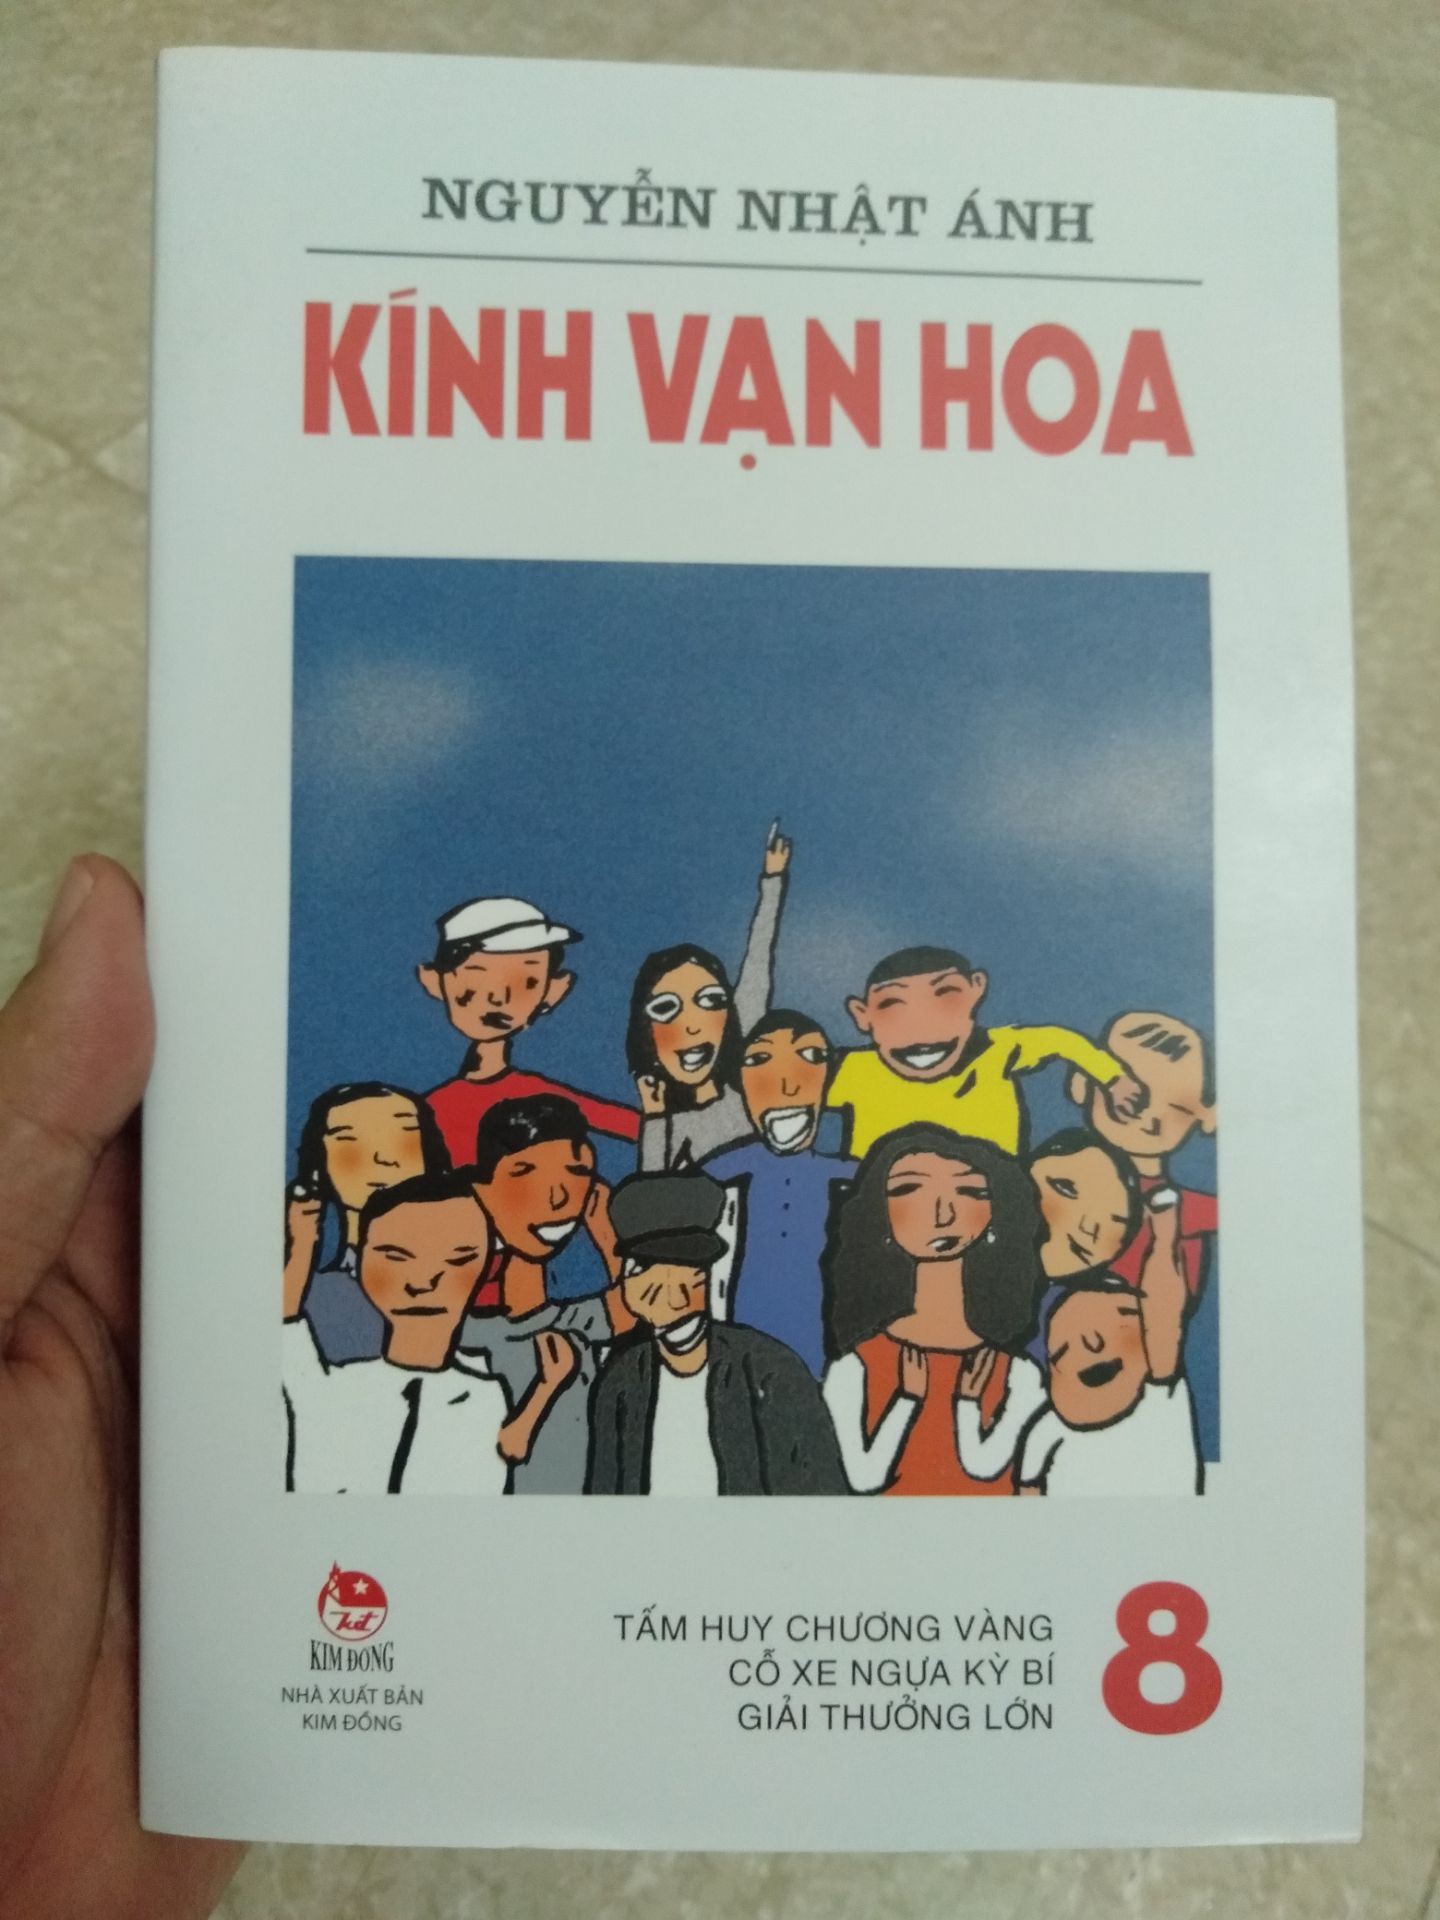 NGUYỄN NHẬT ÁNH
KÍNH VẠN HOA
Kết
KIM ĐỒNG
NHÀ XUẤT BẢN
KIM ĐỒNG
TẤM HUY CHƯƠNG VÀNG
CỖ XE NGỰA KỲ BÍ
GIẢI THƯỞNG LỚN
8